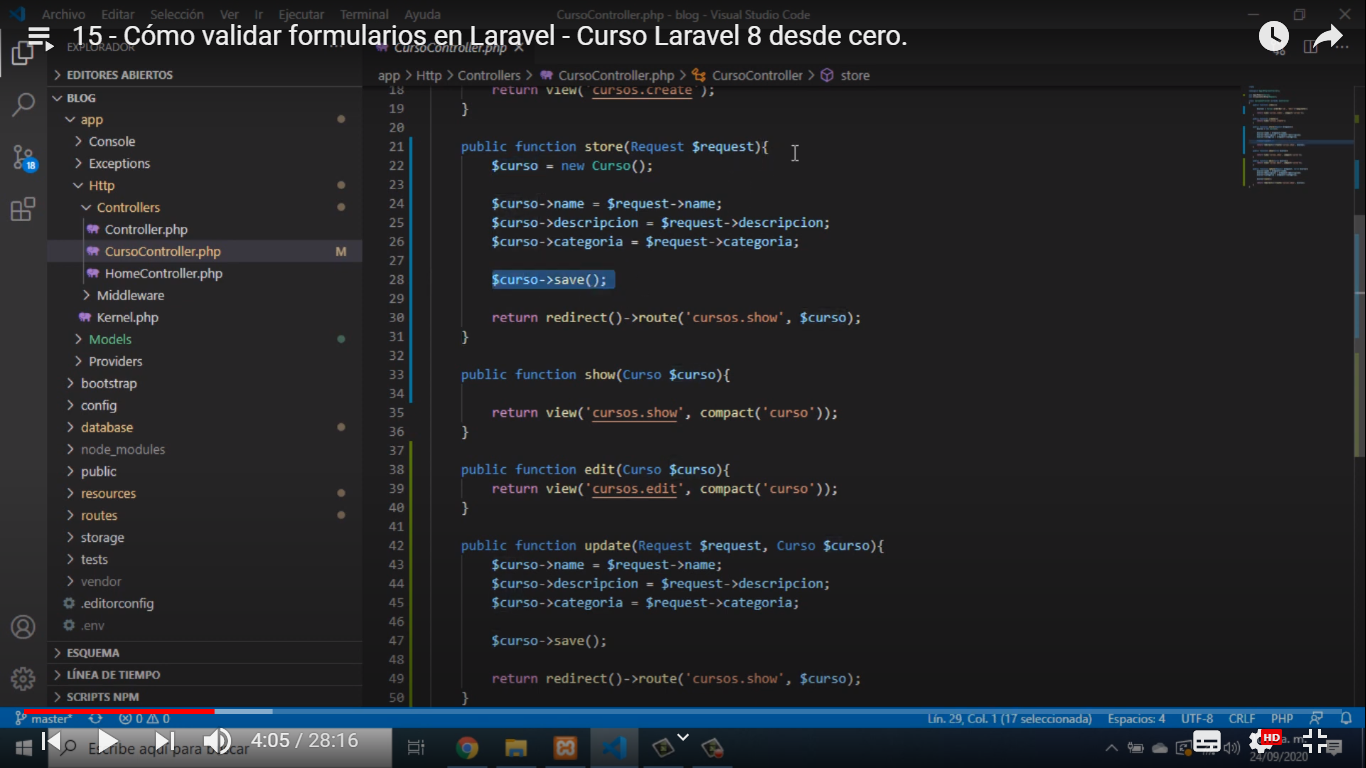 Archivo Editar Selección Ver Ir Ejecutar Terminal Ayuda
CursoController.php - blog - Visual Studio Code
15 - Cómo validar formularios en Laravel - Curso Laravel 8 desde cero.
EXPLORADOR
CursoController.php
EDITORES ABIERTOS
app > Http > Controllers > CursoController.php > CursoController > store
BLOG
app
Console
Exceptions
Http
Controllers
Controller.php
CursoController.php M
HomeController.php
Middleware
Kernel.php
Models
Providers
bootstrap
config
database
node_modules
public
resources
routes
storage
tests
vendor
.editorconfig
.env
ESQUEMA
LÍNEA DE TIEMPO
SCRIPTS NPM
18
18 return view('cursos.create');
19 }
20
21 public function store(Request $request){
22 $curso = new Curso();
23
24 $curso->name = $request->name;
25 $curso->descripcion = $request->descripcion;
26 $curso->categoria = $request->categoria;
27
28 $curso->save();
29
30 return redirect()->route('cursos.show', $curso);
31 }
32
33 public function show(Curso $curso){
34
35 return view('cursos.show', compact('curso'));
36 }
37
38 public function edit(Curso $curso){
39 return view('cursos.edit', compact('curso'));
40 }
41
42 public function update(Request $request, Curso $curso){
43 $curso->name = $request->name;
44 $curso->descripcion = $request->descripcion;
45 $curso->categoria = $request->categoria;
46
47 $curso->save();
48
49 return redirect()->route('cursos.show', $curso);
50 }
master* 0 0 Lín. 29, Col. 1 (17 seleccionada) Espacios: 4 UTF-8 CRLF PHP
Escribe aquí para buscar
4:05 / 28:16
HD
a. m.
24/09/2020